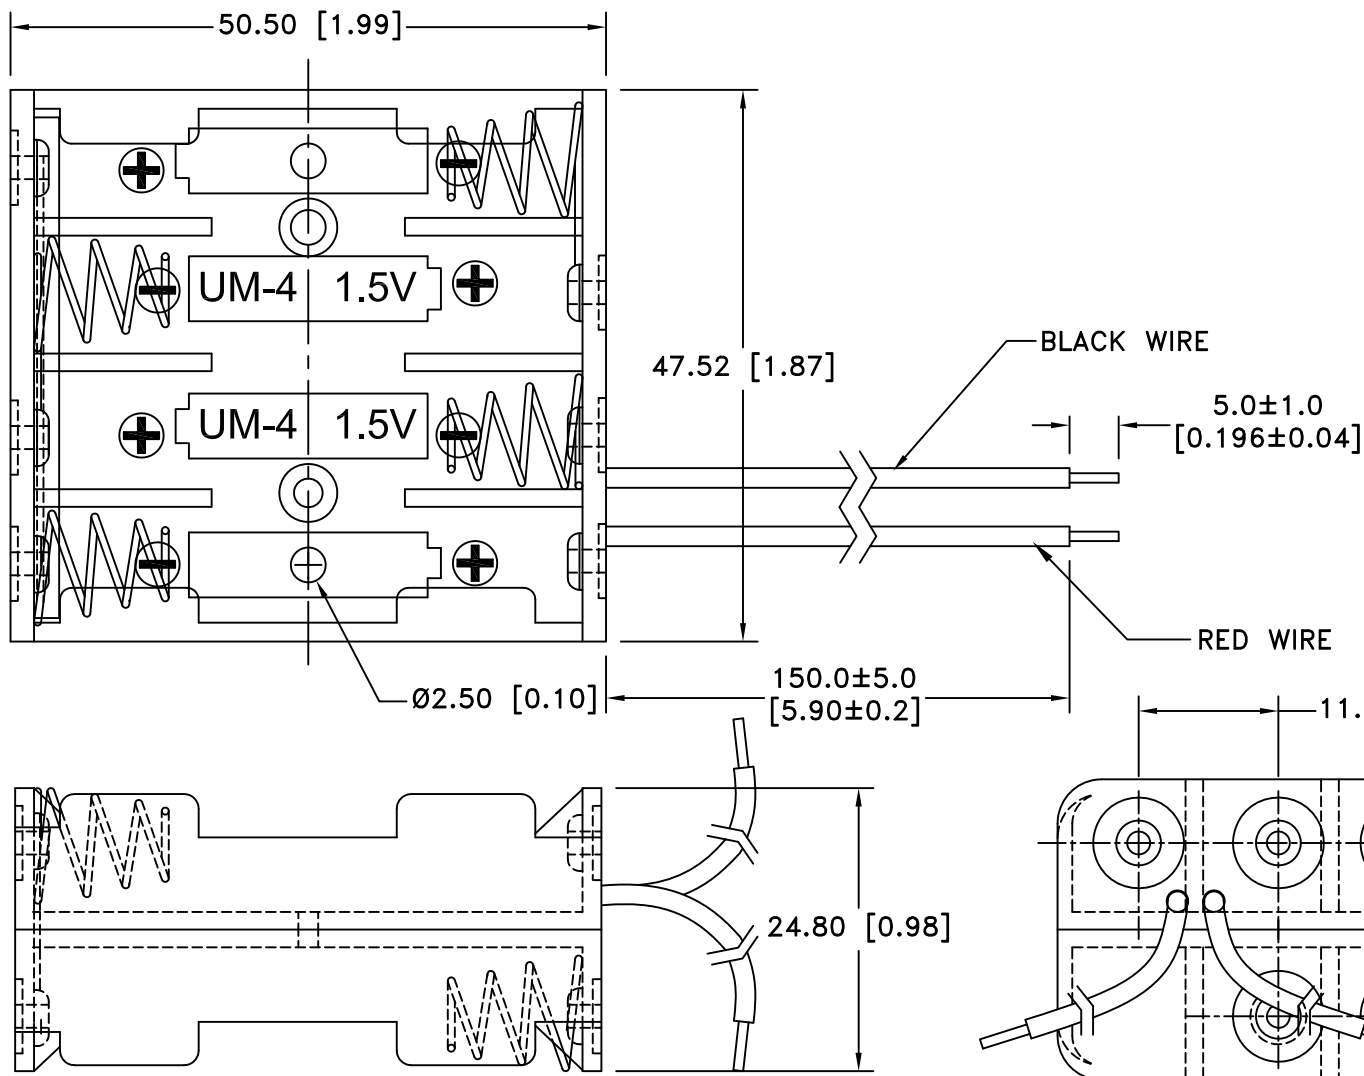 50.50 [1.99]
UM-4 1.5V
47.52 [1.87]
BLACK WIRE
5.0±1.0
[0.196±0.04]
UM-4 1.5V
RED WIRE
Ø2.50 [0.10]
150.0±5.0
[5.90±0.2]
11.
24.80 [0.98]